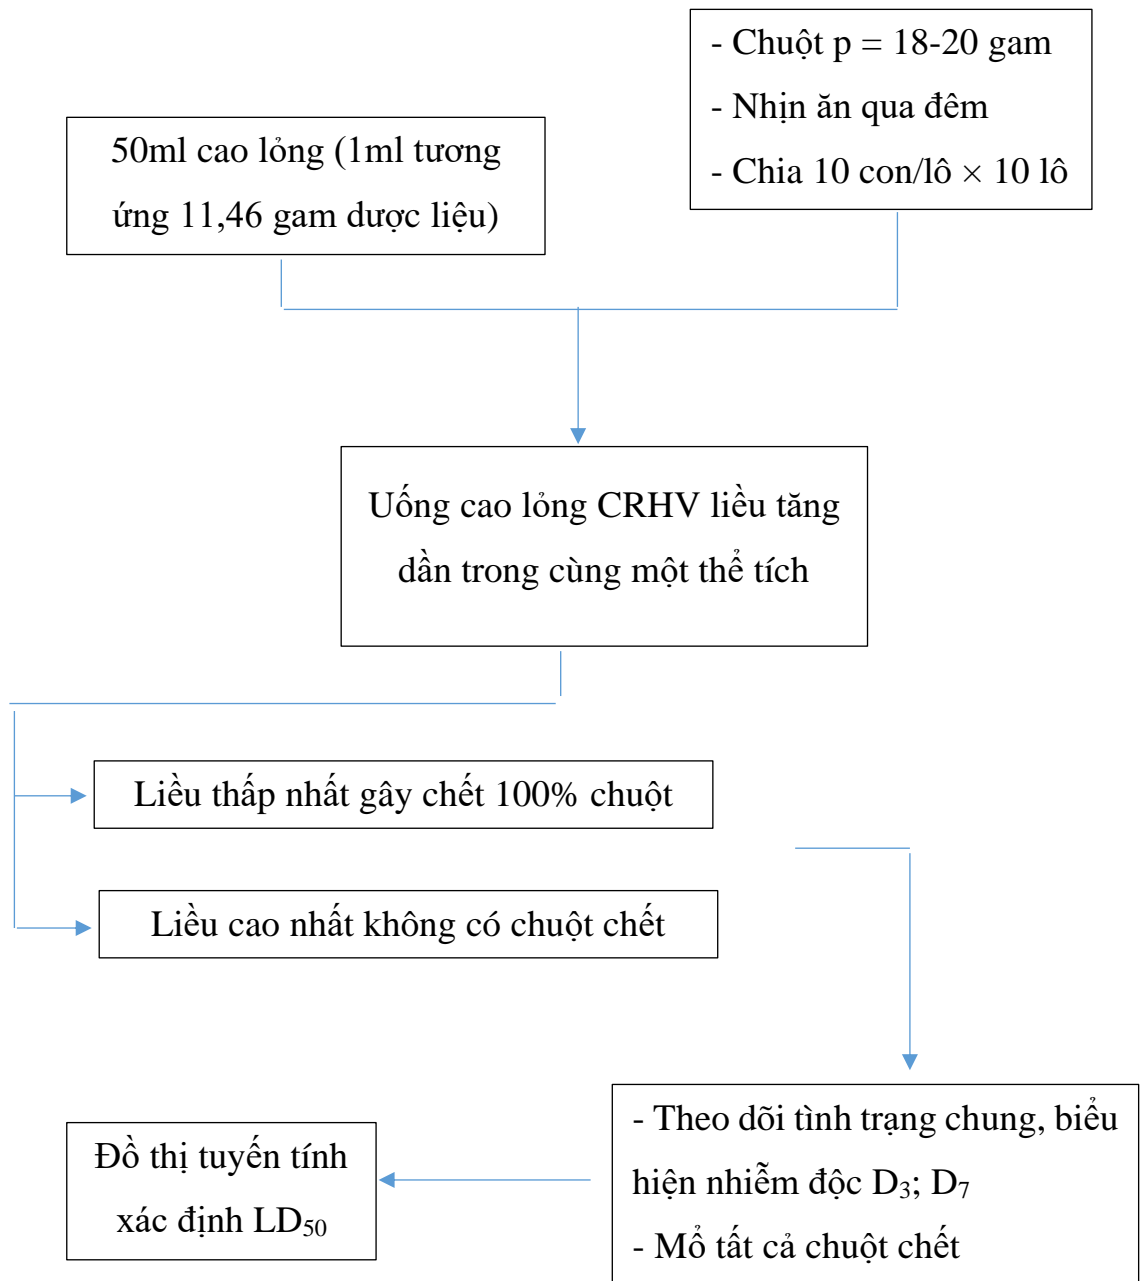 - Chuột p = 18-20 gam
- Nhịn ăn qua đêm
- Chia 10 con/lô × 10 lô
50ml cao lỏng (1ml tương
ứng 11,46 gam dược liệu)
Uống cao lỏng CRHV liều tăng
dần trong cùng một thể tích
Liều thấp nhất gây chết 100% chuột
Liều cao nhất không có chuột chết
- Theo dõi tình trạng chung, biểu
hiện nhiễm độc D₃; D₇
- Mổ tất cả chuột chết
Đồ thị tuyến tính
xác định LD₅₀